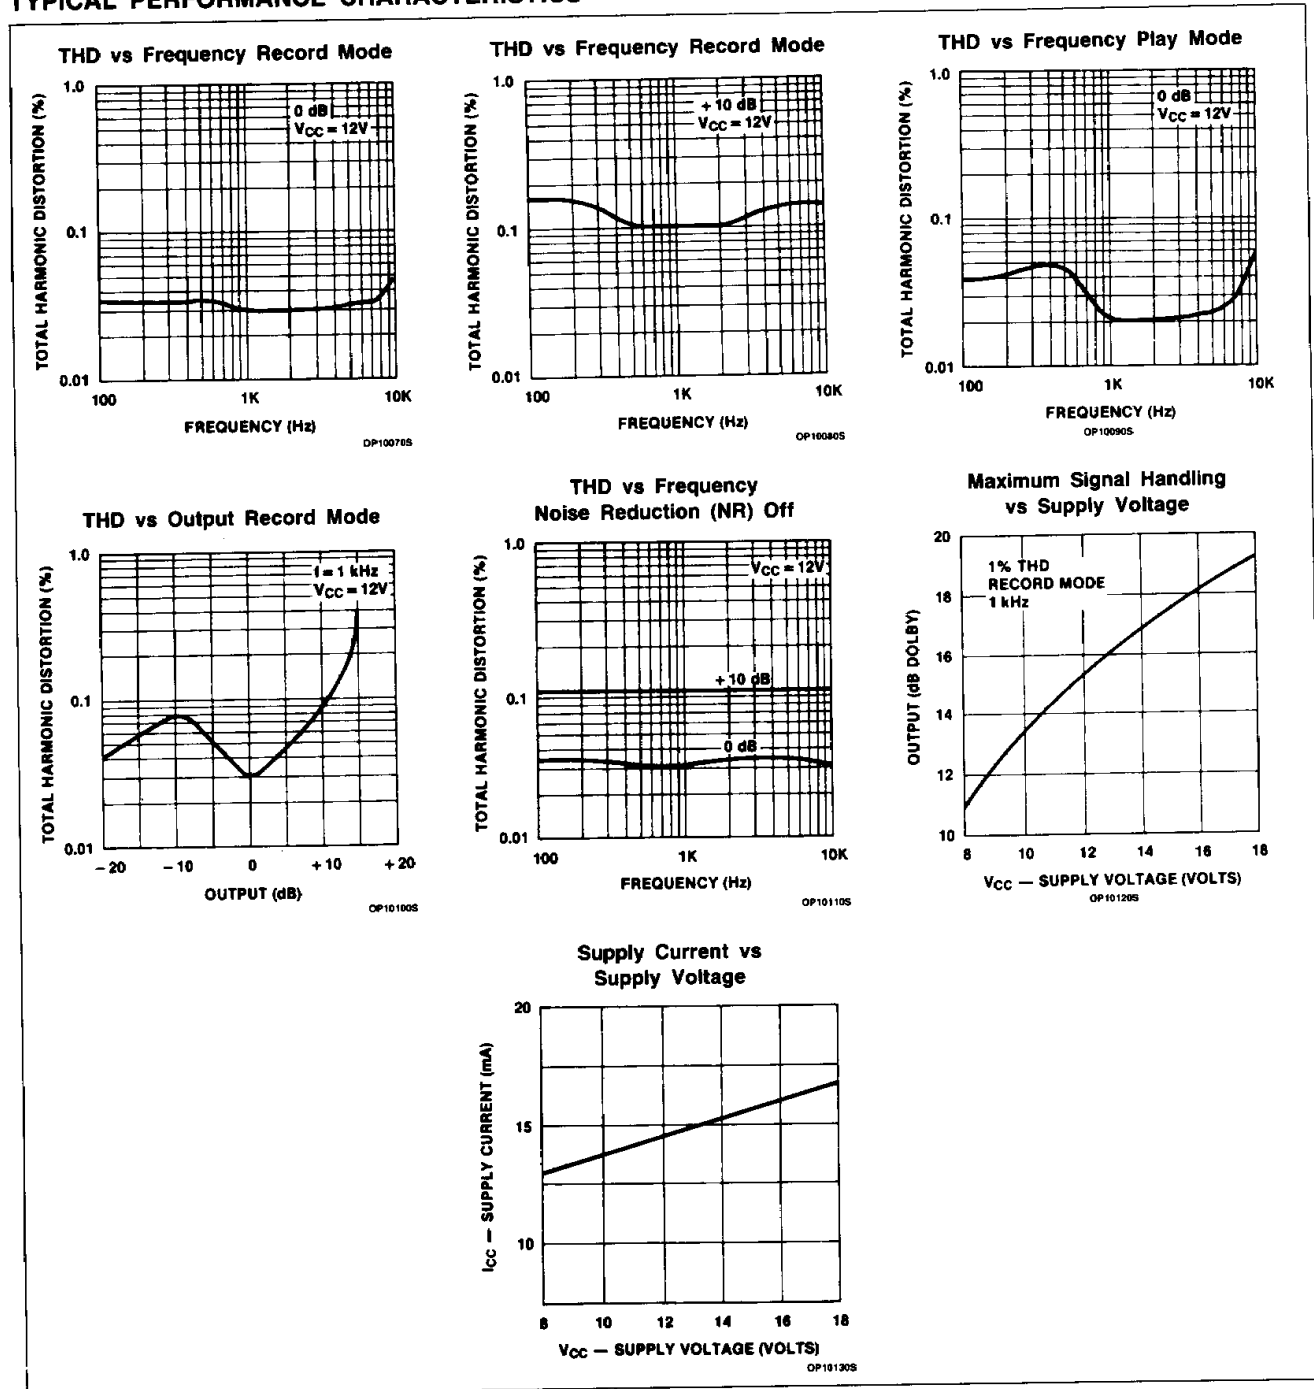 TYPICAL PERFORMANCE CHARACTERISTICS
THD vs Frequency Record Mode
TOTAL HARMONIC DISTORTION (%)
1.0
0.1
0.01
0 dB
VCC = 12V
100
1K
10K
FREQUENCY (Hz)
OP10070S
THD vs Frequency Record Mode
TOTAL HARMONIC DISTORTION (%)
1.0
0.1
0.01
+ 10 dB
VCC = 12V
100
1K
10K
FREQUENCY (Hz)
OP10080S
THD vs Frequency Play Mode
TOTAL HARMONIC DISTORTION (%)
1.0
0.1
0.01
0 dB
VCC = 12V
100
1K
10K
FREQUENCY (Hz)
OP10090S
THD vs Output Record Mode
TOTAL HARMONIC DISTORTION (%)
1.0
0.1
0.01
f = 1 kHz
VCC = 12V
- 20
- 10
0
+ 10
+ 20
OUTPUT (dB)
OP10100S
THD vs Frequency
Noise Reduction (NR) Off
TOTAL HARMONIC DISTORTION (%)
1.0
0.1
0.01
VCC = 12V
+ 10 dB
0 dB
100
1K
10K
FREQUENCY (Hz)
OP10110S
Maximum Signal Handling
vs Supply Voltage
OUTPUT (dB DOLBY)
20
18
16
14
12
10
1% THD
RECORD MODE
1 kHz
8
10
12
14
16
18
VCC — SUPPLY VOLTAGE (VOLTS)
OP10120S
Supply Current vs
Supply Voltage
ICC — SUPPLY CURRENT (mA)
20
15
10
8
10
12
14
16
18
VCC — SUPPLY VOLTAGE (VOLTS)
OP10130S